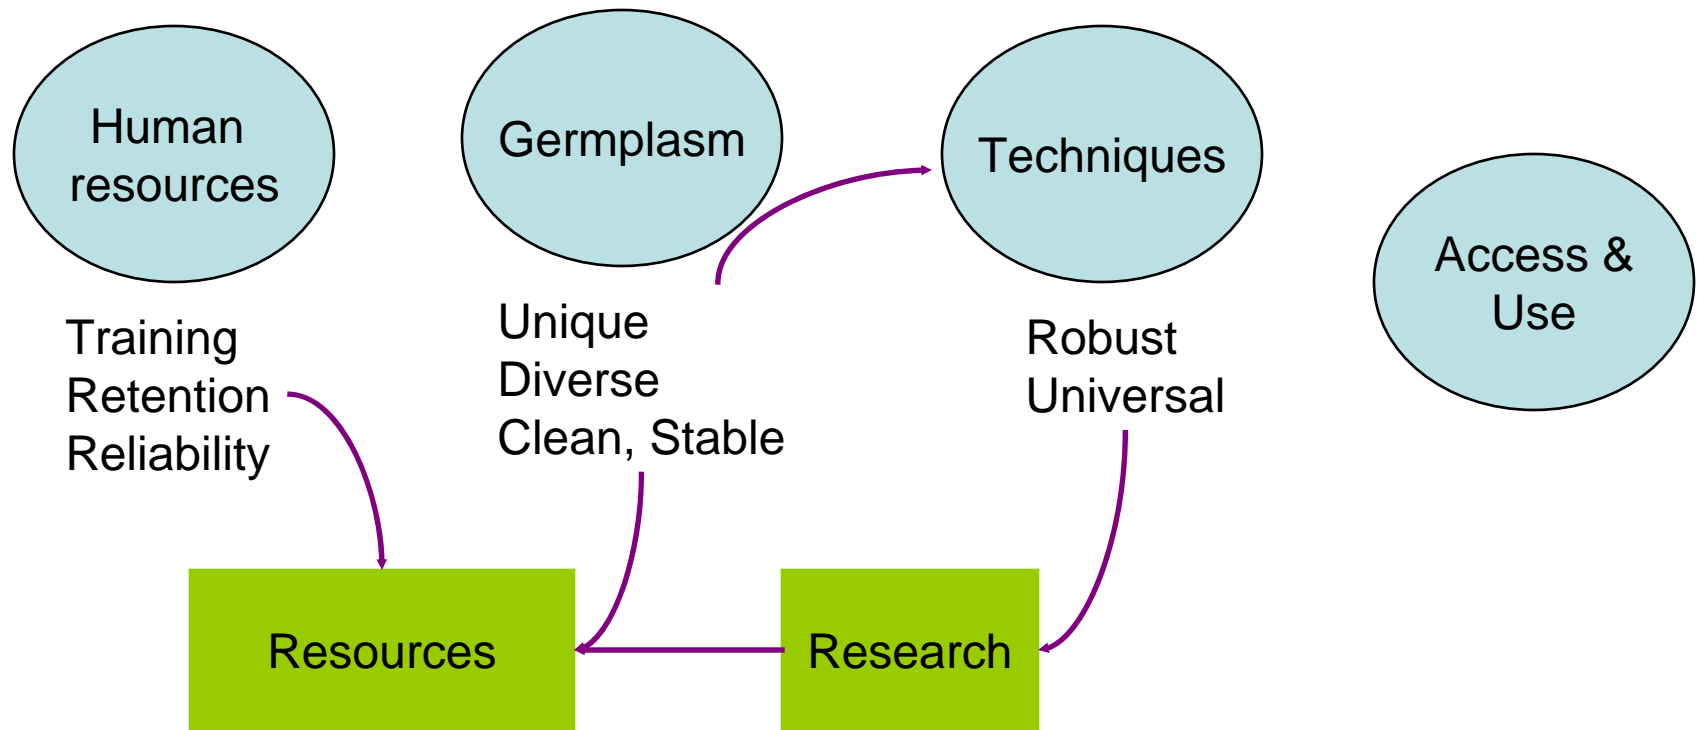 Human
resources
Germplasm
Techniques
Access &
Use
Training
Retention
Reliability
Unique
Diverse
Clean, Stable
Robust
Universal
Resources
Research